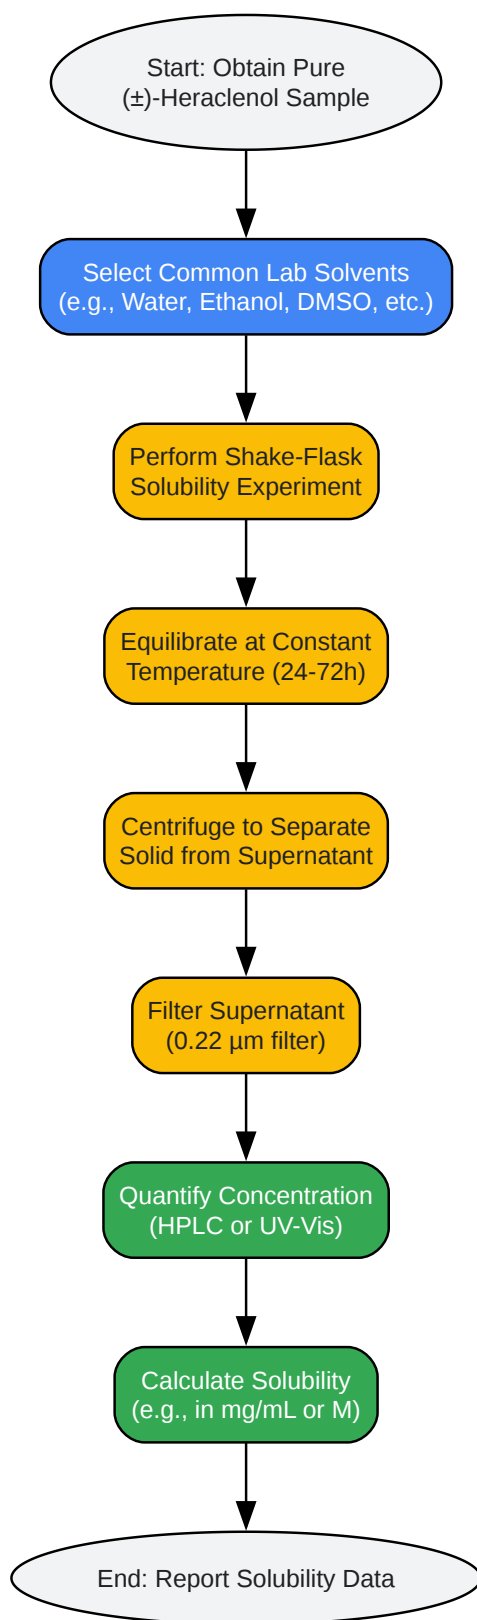 Start: Obtain Pure
(±)-Heraclenol Sample
Select Common Lab Solvents
(e.g., Water, Ethanol, DMSO, etc.)
Perform Shake-Flask
Solubility Experiment
Equilibrate at Constant
Temperature (24-72h)
Centrifuge to Separate
Solid from Supernatant
Filter Supernatant
(0.22 µm filter)
Quantify Concentration
(HPLC or UV-Vis)
Calculate Solubility
(e.g., in mg/mL or M)
End: Report Solubility Data